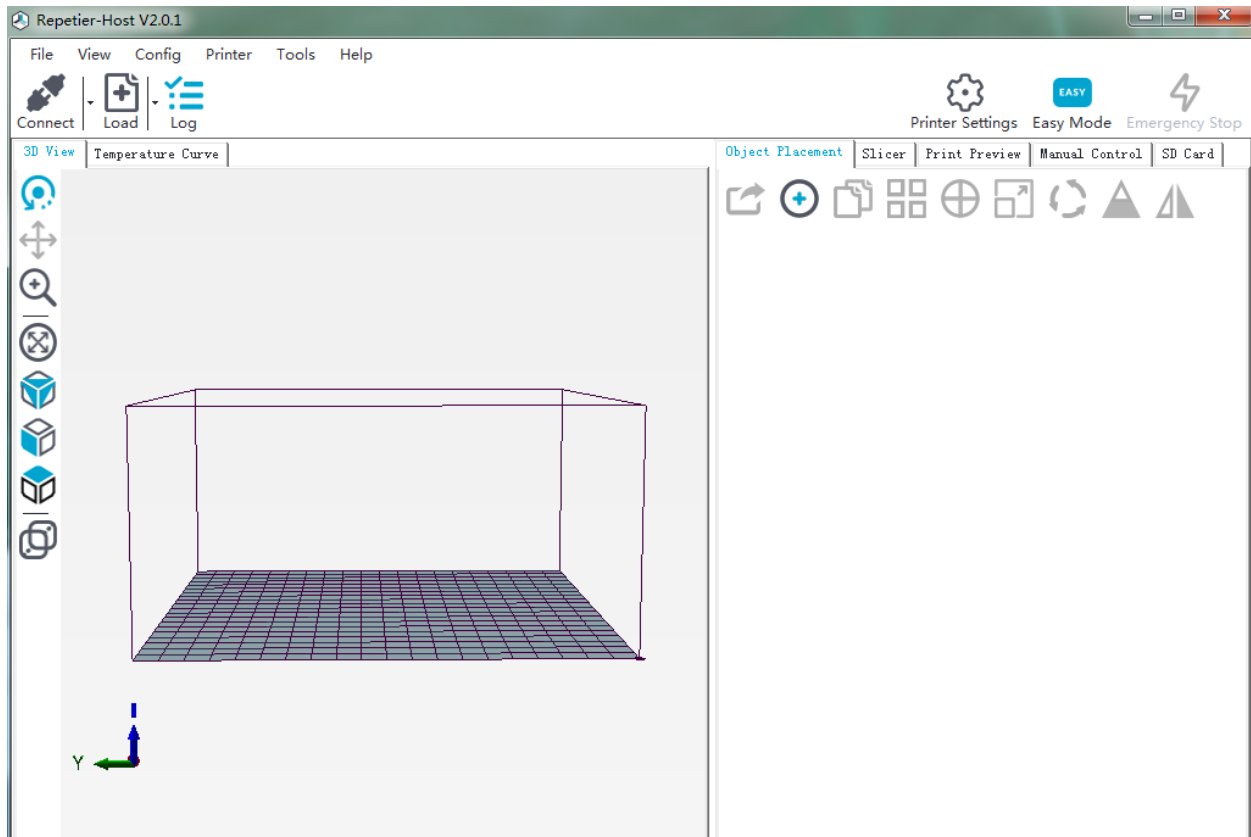 Repetier-Host V2.0.1
File View Config Printer Tools Help
Connect Load Log
EASY
Printer Settings Easy Mode Emergency Stop
3D View Temperature Curve
Object Placement Slicer Print Preview Manual Control SD Card
Y